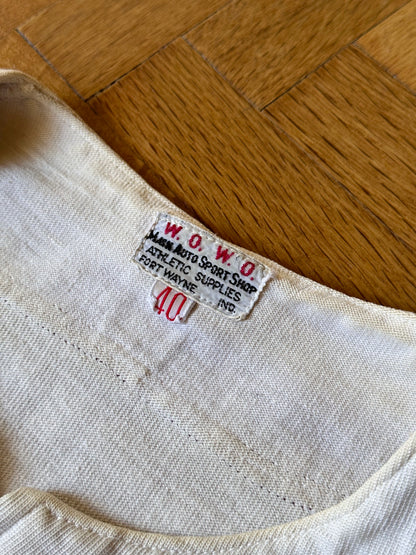 W. O. W. O
MAIN AUTO SPORT SHOP
ATHLETIC SUPPLIES
FORT WAYNE IND.
40